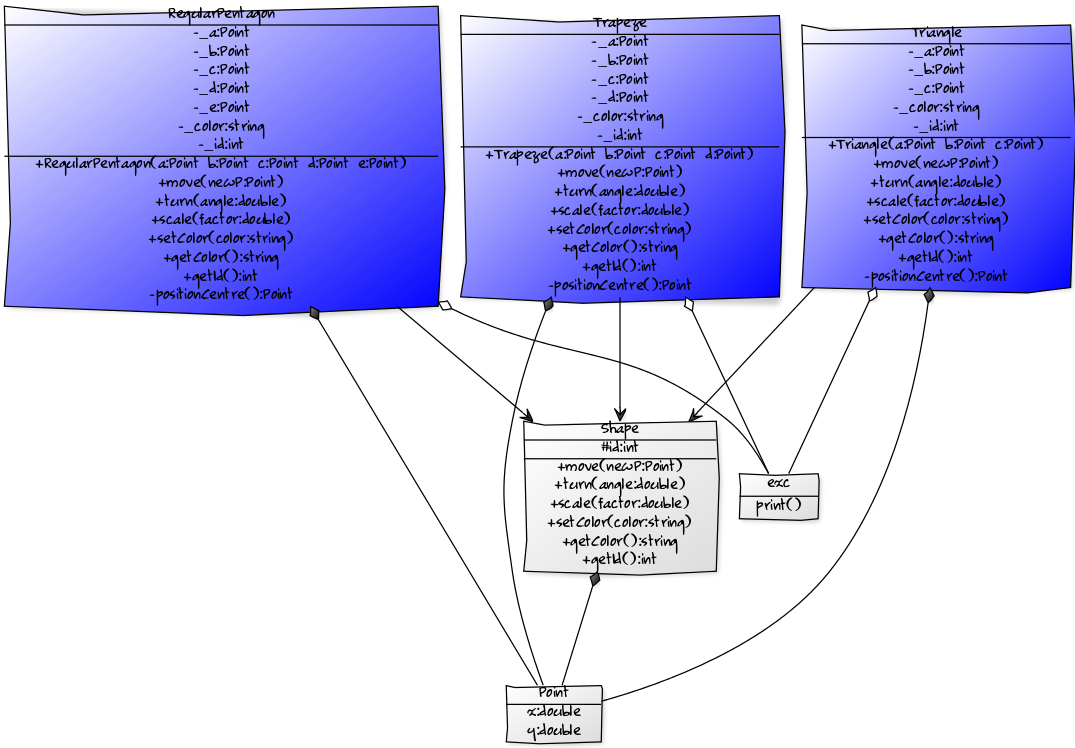 RegularPentagon
-_a:Point
-_b:Point
-_c:Point
-_d:Point
-_e:Point
-_color:string
-_id:int
+RegularPentagon(a:Point b:Point c:Point d:Point e:Point)
+move(newP:Point)
+turn(angle:double)
+scale(factor:double)
+setColor(color:string)
+getColor():string
+getId():int
-positionCentre():Point
Trapeze
-_a:Point
-_b:Point
-_c:Point
-_d:Point
-_color:string
-_id:int
+Trapeze(a:Point b:Point c:Point d:Point)
+move(newP:Point)
+turn(angle:double)
+scale(factor:double)
+setColor(color:string)
+getColor():string
+getId():int
-positionCentre():Point
Triangle
-_a:Point
-_b:Point
-_c:Point
-_color:string
-_id:int
+Triangle(a:Point b:Point c:Point)
+move(newP:Point)
+turn(angle:double)
+scale(factor:double)
+setColor(color:string)
+getColor():string
+getId():int
-positionCentre():Point
Shape
#id:int
+move(newP:Point)
+turn(angle:double)
+scale(factor:double)
+setColor(color:string)
+getColor():string
+getId():int
exc
print()
Point
x:double
y:double